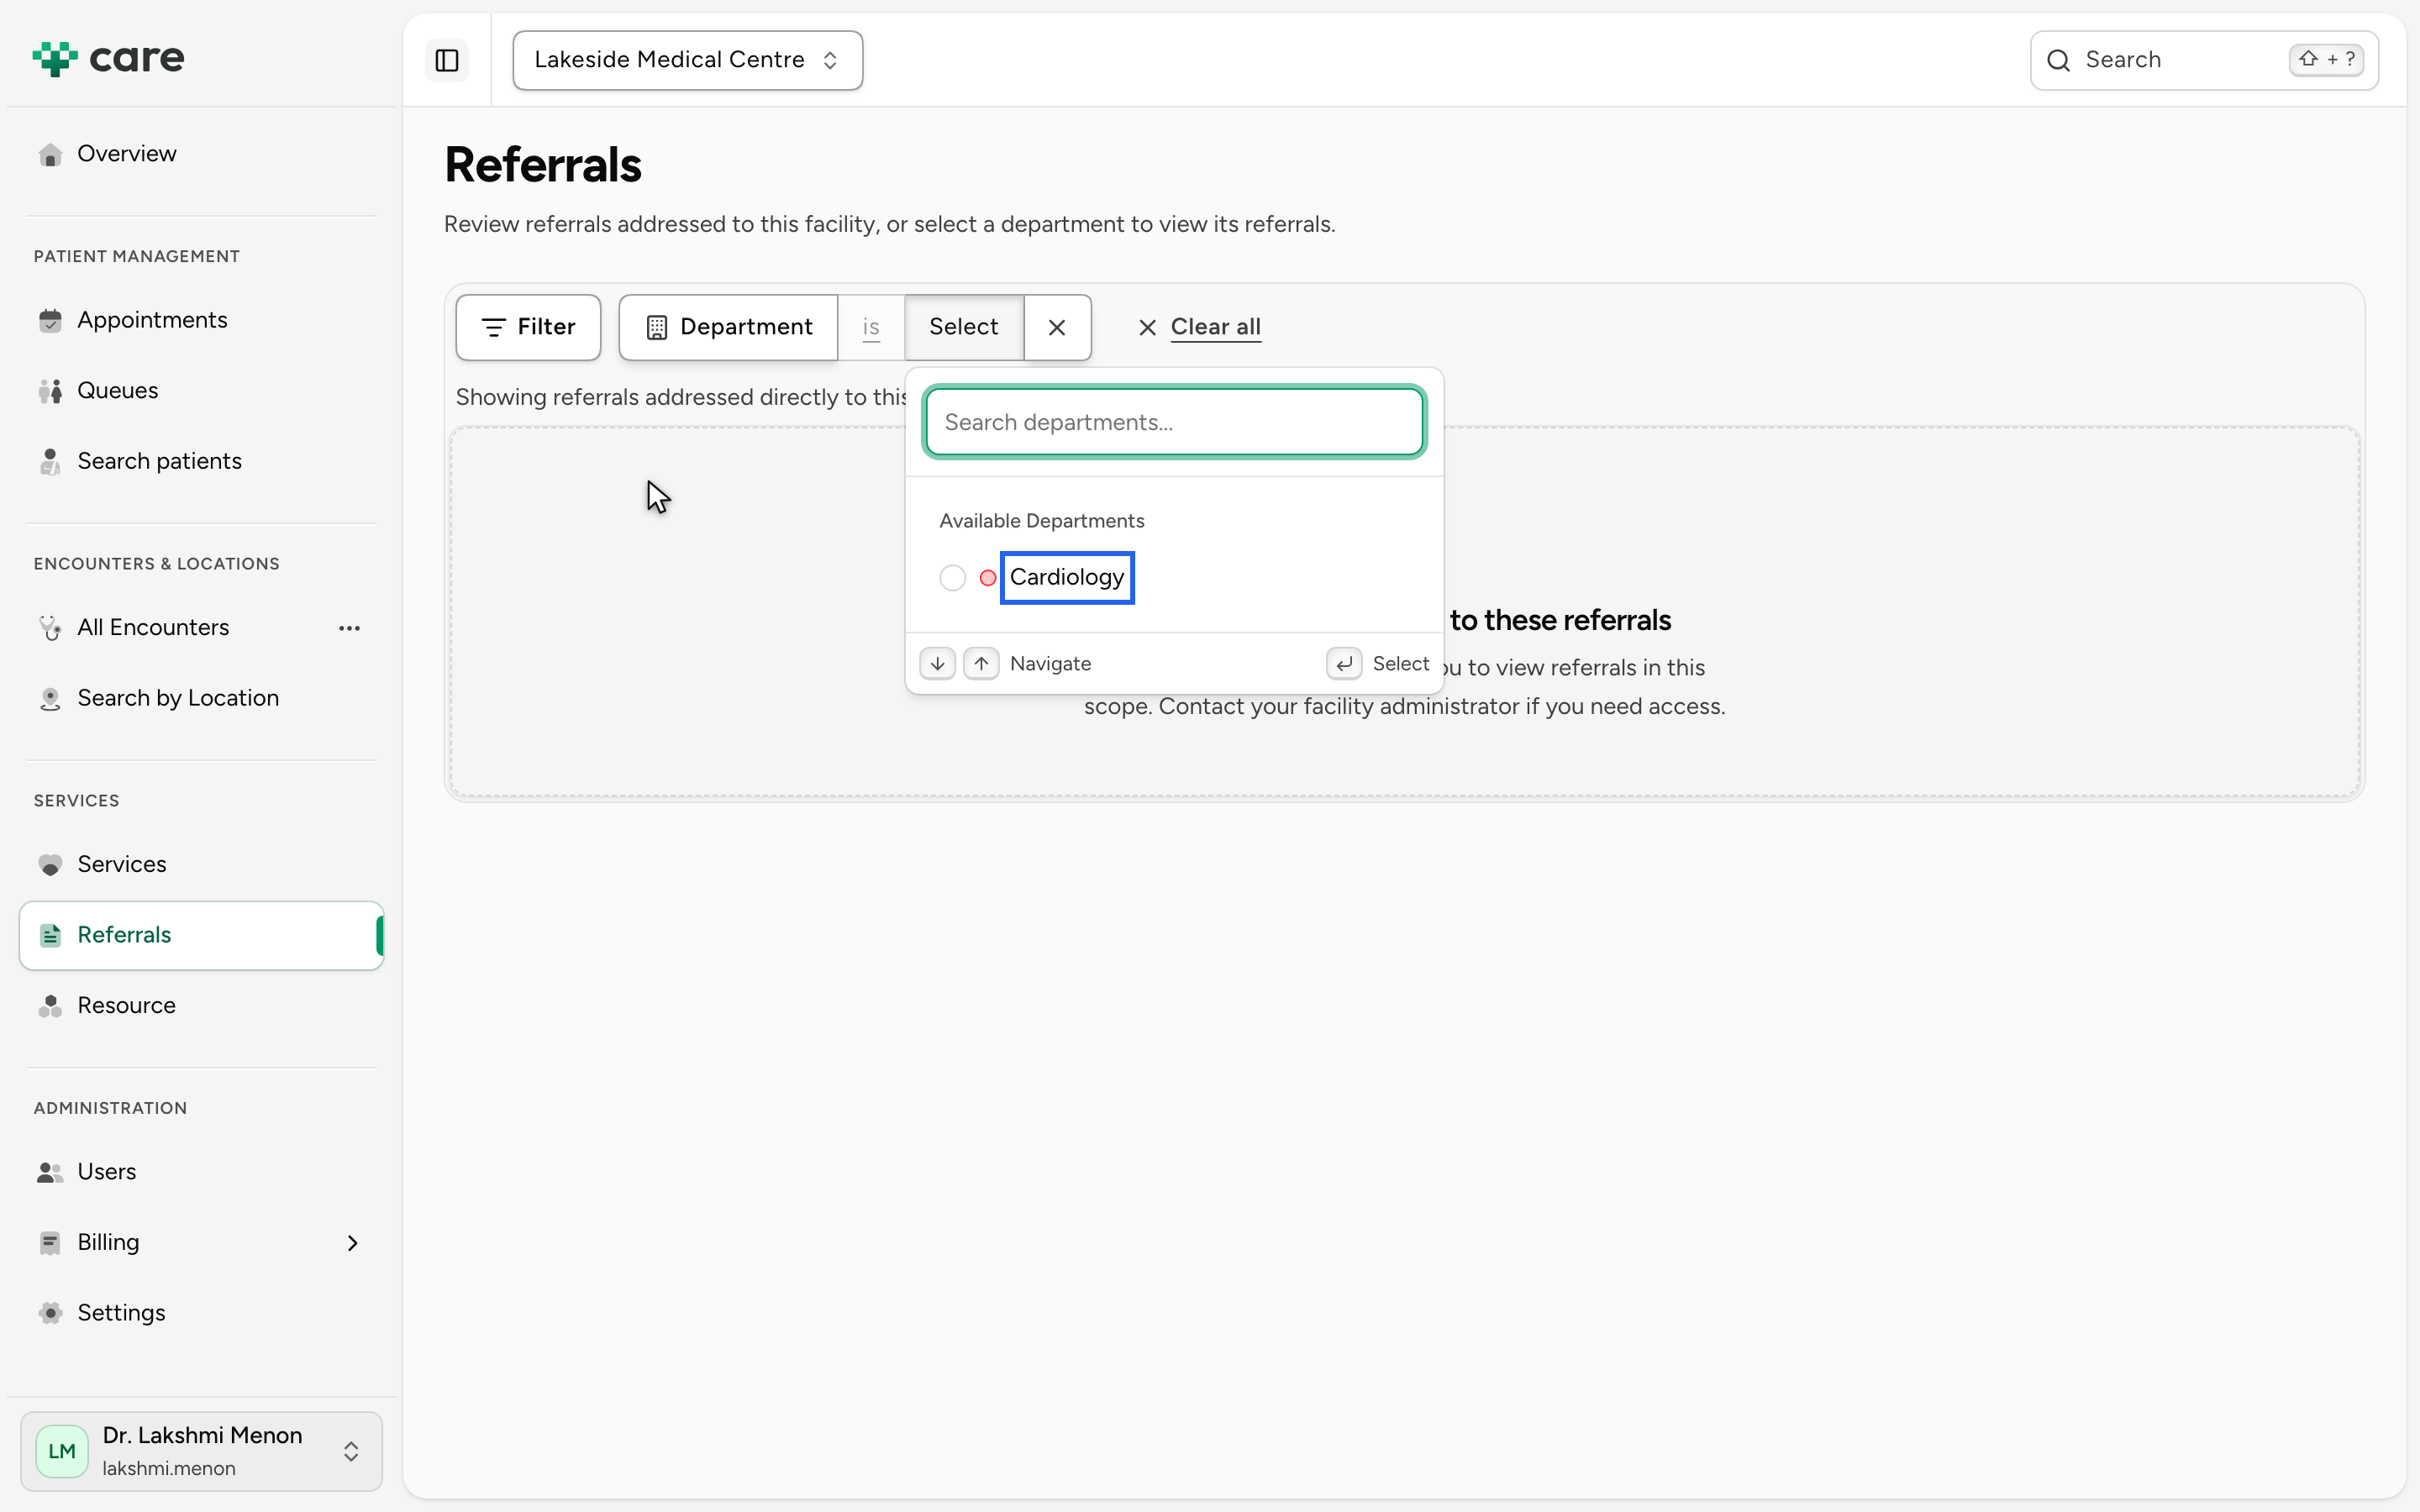 care
Lakeside Medical Centre
Search
+ ?
Overview
PATIENT MANAGEMENT
Appointments
Queues
Search patients
ENCOUNTERS & LOCATIONS
All Encounters
Search by Location
SERVICES
Services
Referrals
Resource
ADMINISTRATION
Users
Billing
Settings
LM
Dr. Lakshmi Menon
lakshmi.menon
Referrals
Review referrals addressed to this facility, or select a department to view its referrals.
Filter
Department
is
Select
Clear all
Showing referrals addressed directly to this
Search departments...
Available Departments
Cardiology
Navigate
Select
to these referrals
to view referrals in this
scope. Contact your facility administrator if you need access.